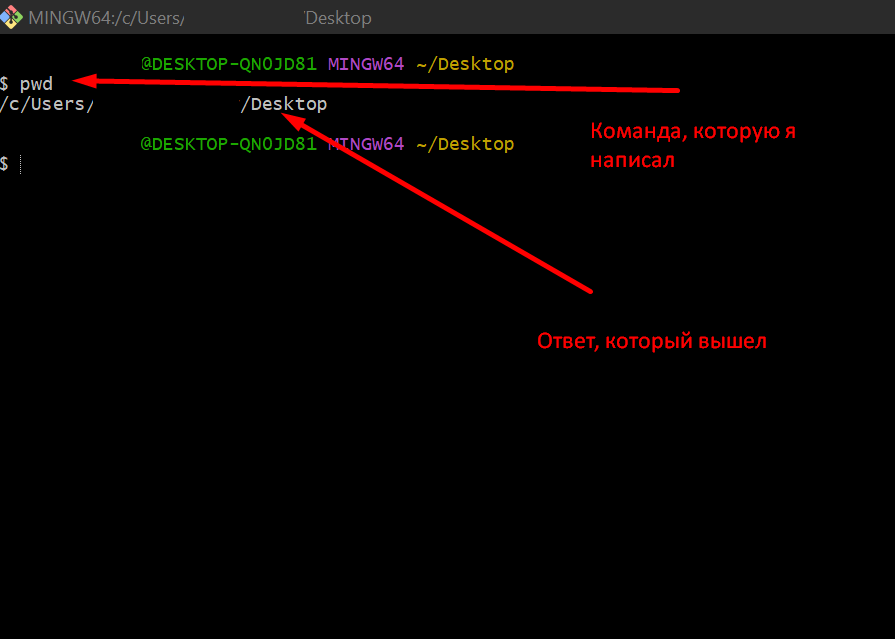 MINGW64:/c/Users/ Desktop
@DESKTOP-QN0JD81 MINGW64 ~/Desktop
$ pwd
/c/Users/ /Desktop
Команда, которую я
написал
@DESKTOP-QN0JD81 MINGW64 ~/Desktop
$
Ответ, который вышел